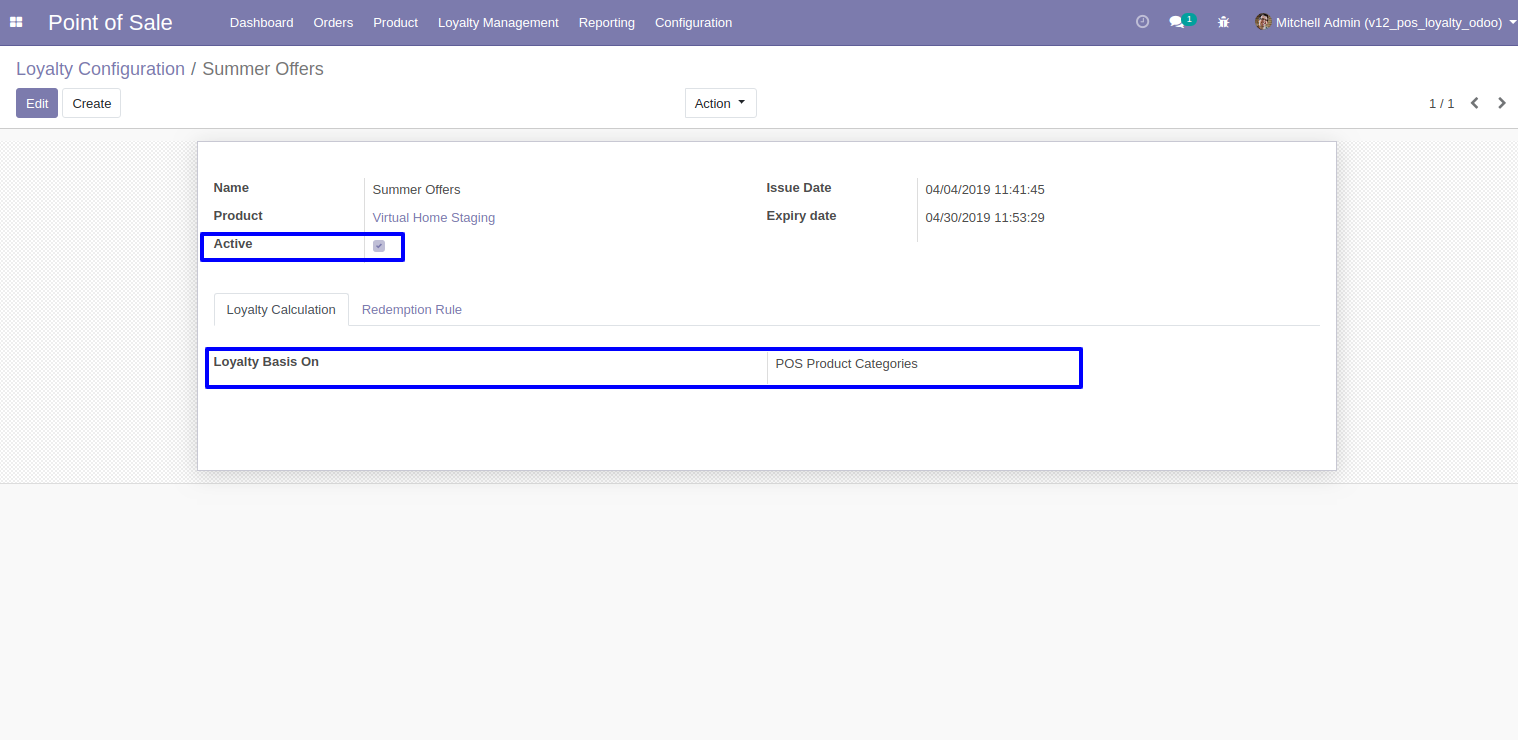 Point of Sale Dashboard Orders Product Loyalty Management Reporting Configuration 1 Mitchell Admin (v12_pos_loyalty_odoo)
Loyalty Configuration / Summer Offers
Edit Create Action 1 / 1
Name Summer Offers Issue Date 04/04/2019 11:41:45
Product Virtual Home Staging Expiry date 04/30/2019 11:53:29
Active
Loyalty Calculation Redemption Rule
Loyalty Basis On POS Product Categories